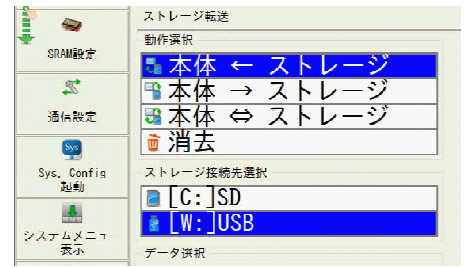 ストレージ転送
動作選択
SRAM設定
本体 ← ストレージ
本体 → ストレージ
本体 ⇔ ストレージ
消去
通信設定
Sys
Sys. Config
起動
ストレージ接続先選択
[C:]SD
[W:]USB
システムメニュー
表示
データ選択